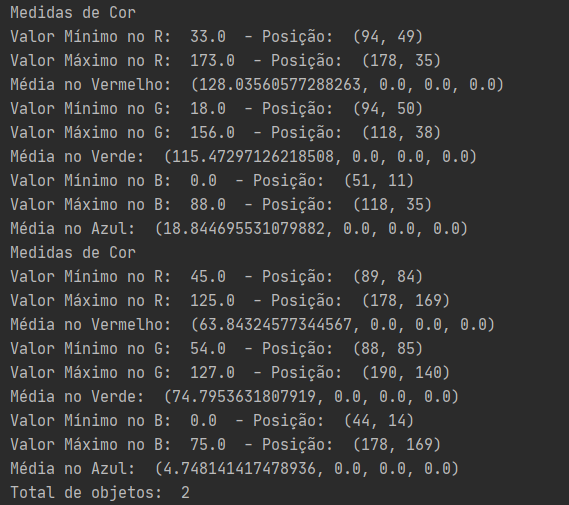 Medidas de Cor
Valor Mínimo no R:  33.0  - Posição:  (94, 49)
Valor Máximo no R:  173.0  - Posição:  (178, 35)
Média no Vermelho:  (128.03560577288263, 0.0, 0.0, 0.0)
Valor Mínimo no G:  18.0  - Posição:  (94, 50)
Valor Máximo no G:  156.0  - Posição:  (118, 38)
Média no Verde:  (115.47297126218508, 0.0, 0.0, 0.0)
Valor Mínimo no B:  0.0  - Posição:  (51, 11)
Valor Máximo no B:  88.0  - Posição:  (118, 35)
Média no Azul:  (18.844695531079882, 0.0, 0.0, 0.0)
Medidas de Cor
Valor Mínimo no R:  45.0  - Posição:  (89, 84)
Valor Máximo no R:  125.0  - Posição:  (178, 169)
Média no Vermelho:  (63.84324577344567, 0.0, 0.0, 0.0)
Valor Mínimo no G:  54.0  - Posição:  (88, 85)
Valor Máximo no G:  127.0  - Posição:  (190, 140)
Média no Verde:  (74.7953631807919, 0.0, 0.0, 0.0)
Valor Mínimo no B:  0.0  - Posição:  (44, 14)
Valor Máximo no B:  75.0  - Posição:  (178, 169)
Média no Azul:  (4.748141417478936, 0.0, 0.0, 0.0)
Total de objetos:  2